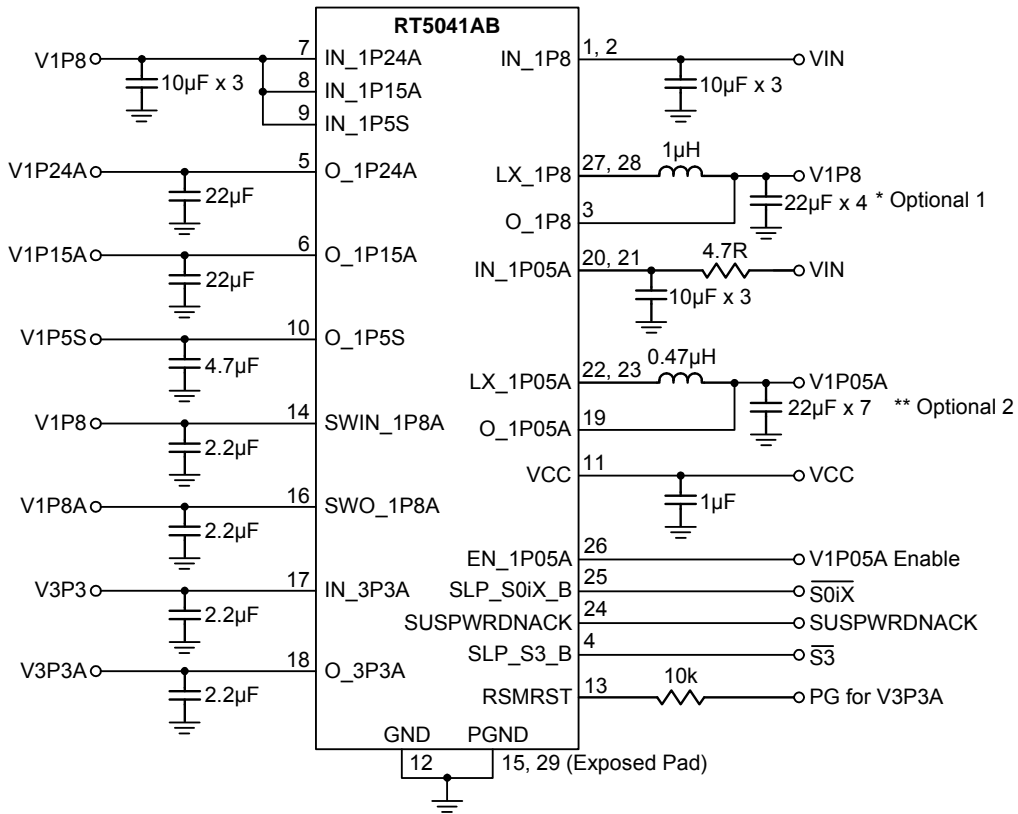 RT5041AB
V1P8
10µF x 3
7
IN_1P24A
8
IN_1P15A
9
IN_1P5S
V1P24A
22µF
5
O_1P24A
V1P15A
22µF
6
O_1P15A
V1P5S
4.7µF
10
O_1P5S
V1P8
2.2µF
14
SWIN_1P8A
V1P8A
2.2µF
16
SWO_1P8A
V3P3
2.2µF
17
IN_3P3A
V3P3A
2.2µF
18
O_3P3A
IN_1P8
1, 2
10µF x 3
VIN
LX_1P8
27, 28
1µH
V1P8
22µF x 4 * Optional 1
O_1P8
3
IN_1P05A
20, 21
4.7R
VIN
10µF x 3
LX_1P05A
22, 23
0.47µH
V1P05A
22µF x 7 ** Optional 2
O_1P05A
19
VCC
11
VCC
1µF
EN_1P05A
26
V1P05A Enable
SLP_S0iX_B
25
S0iX
SUSPWRDNACK
24
SUSPWRDNACK
SLP_S3_B
4
S3
RSMRST
13
10k
PG for V3P3A
GND
PGND
12
15, 29 (Exposed Pad)